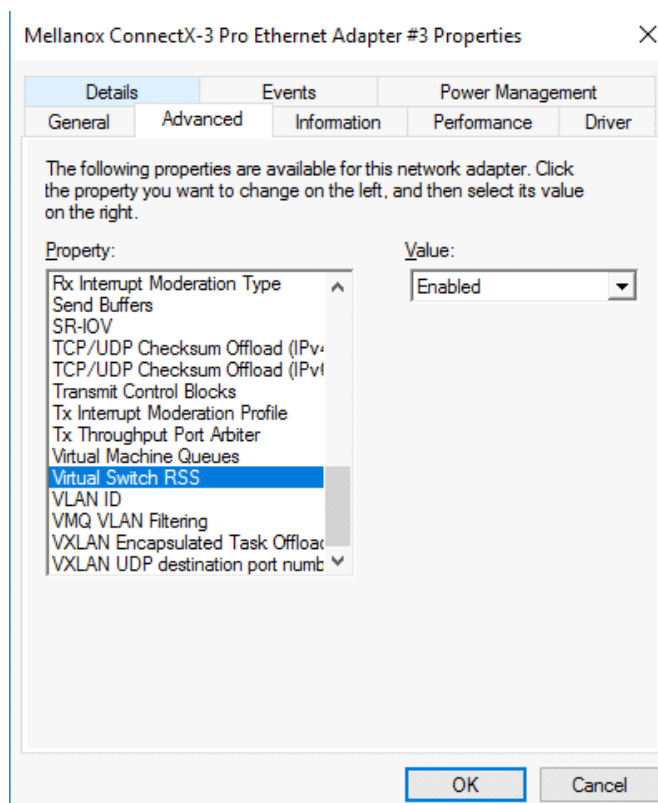 Mellanox ConnectX-3 Pro Ethernet Adapter #3 Properties
Details Events Power Management
General Advanced Information Performance Driver
The following properties are available for this network adapter. Click
the property you want to change on the left, and then select its value
on the right.
Property: Value:
Rx Interrupt Moderation Type
Enabled
Send Buffers
SR-IOV
TCP/UDP Checksum Offload (IPv4
TCP/UDP Checksum Offload (IPv6
Transmit Control Blocks
Tx Interrupt Moderation Profile
Tx Throughput Port Arbiter
Virtual Machine Queues
Virtual Switch RSS
VLAN ID
VMQ VLAN Filtering
VXLAN Encapsulated Task Offload
VXLAN UDP destination port numb
OK Cancel